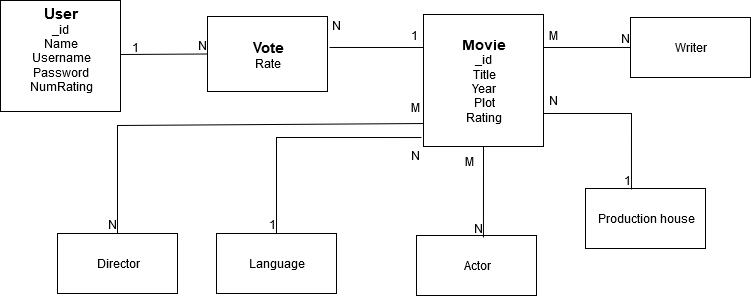 User
_id
Name
Username
Password
NumRating
1
N
Vote
Rate
N
1
Movie
_id
Title
Year
Plot
Rating
M
N
Writer
M
N
N
M
N
1
N
1
Production house
Director
Language
Actor